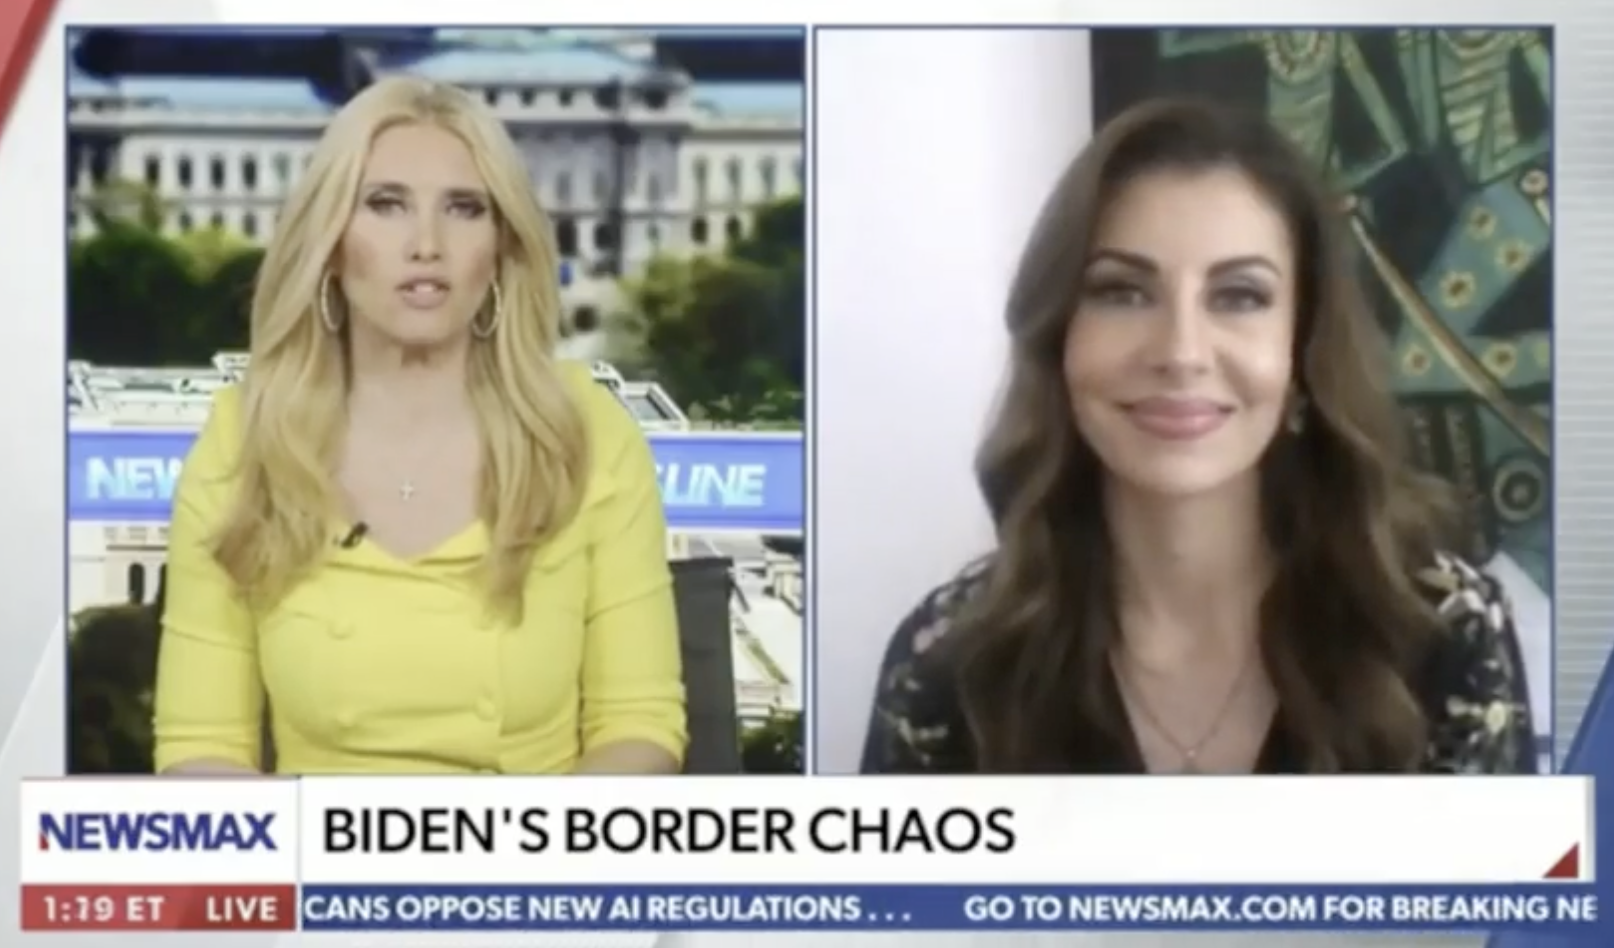 NEW
LINE
NEWSMAX
BIDEN'S BORDER CHAOS
1:19 ET LIVE
CANS OPPOSE NEW AI REGULATIONS... GO TO NEWSMAX.COM FOR BREAKING NE